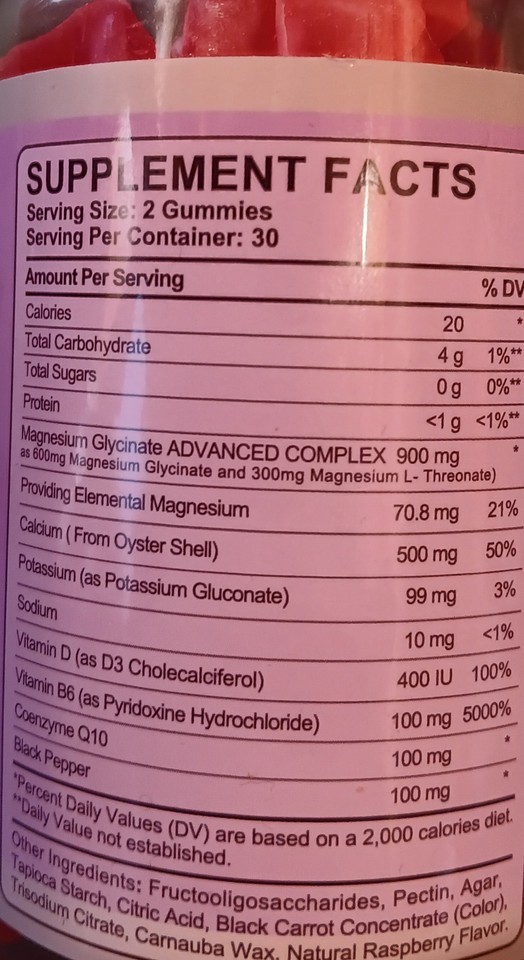 SUPPLEMENT FACTS
Serving Size: 2 Gummies
Serving Per Container: 30
Amount Per Serving % DV
Calories 20 *
Total Carbohydrate 4 g 1%**
Total Sugars 0 g 0%**
Protein <1 g <1%**
Magnesium Glycinate ADVANCED COMPLEX 900 mg *
as 600mg Magnesium Glycinate and 300mg Magnesium L- Threonate)
Providing Elemental Magnesium 70.8 mg 21%
Calcium ( From Oyster Shell) 500 mg 50%
Potassium (as Potassium Gluconate) 99 mg 3%
Sodium 10 mg <1%
Vitamin D (as D3 Cholecalciferol) 400 IU 100%
Vitamin B6 (as Pyridoxine Hydrochloride) 100 mg 5000%
Coenzyme Q10 100 mg *
Black Pepper 100 mg *
*Percent Daily Values (DV) are based on a 2,000 calories diet.
**Daily Value not established.
Other Ingredients: Fructooligosaccharides, Pectin, Agar,
Tapioca Starch, Citric Acid, Black Carrot Concentrate (Color),
Trisodium Citrate, Carnauba Wax, Natural Raspberry Flavor.